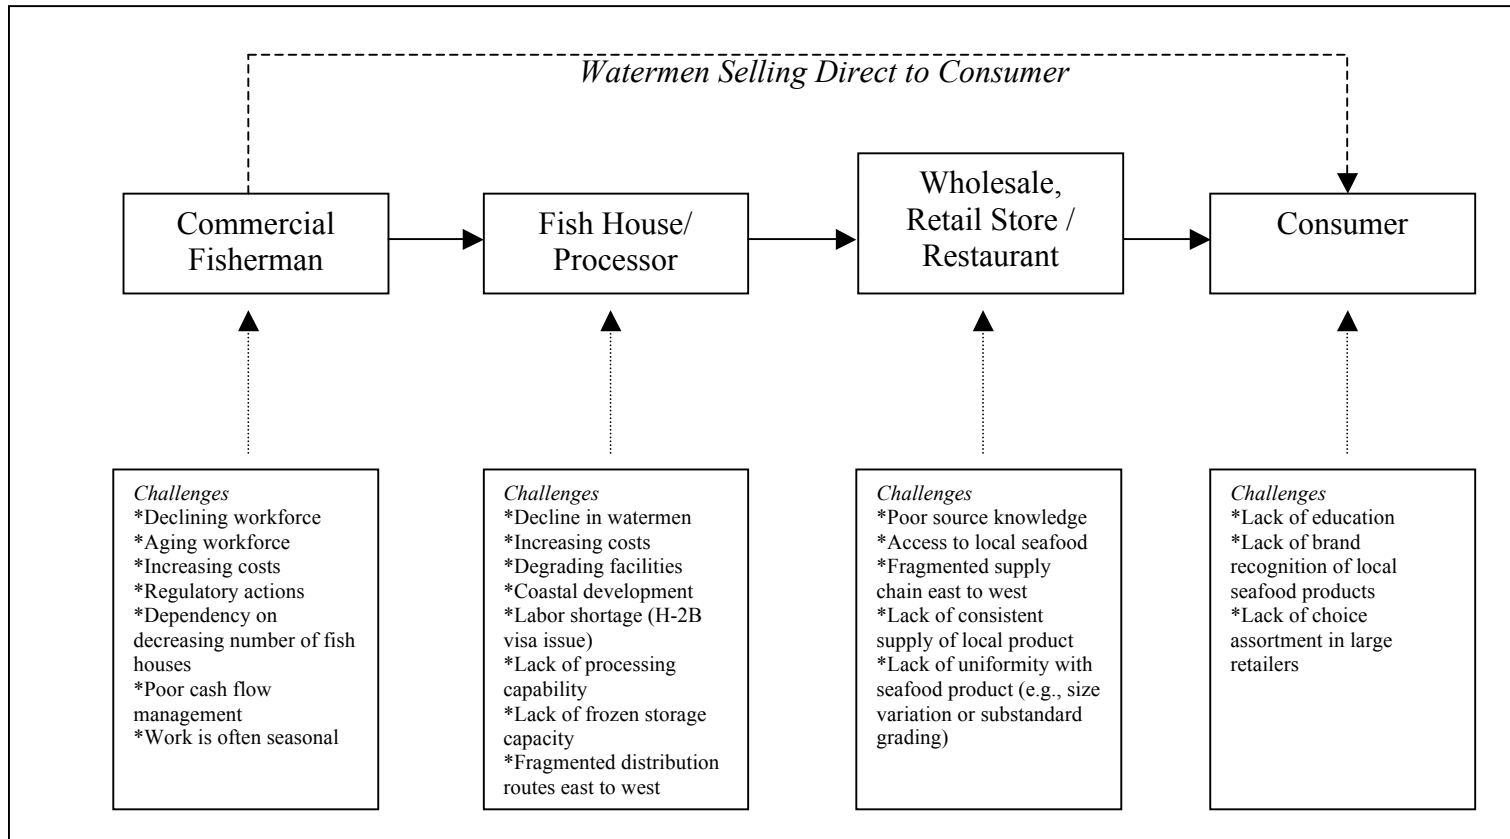 Watermen Selling Direct to Consumer
Commercial
Fisherman
Fish House/
Processor
Wholesale,
Retail Store /
Restaurant
Consumer
Challenges
*Declining workforce
*Aging workforce
*Increasing costs
*Regulatory actions
*Dependency on
decreasing number of fish
houses
*Poor cash flow
management
*Work is often seasonal
Challenges
*Decline in watermen
*Increasing costs
*Degrading facilities
*Coastal development
*Labor shortage (H-2B
visa issue)
*Lack of processing
capability
*Lack of frozen storage
capacity
*Fragmented distribution
routes east to west
Challenges
*Poor source knowledge
*Access to local seafood
*Fragmented supply
chain east to west
*Lack of consistent
supply of local product
*Lack of uniformity with
seafood product (e.g., size
variation or substandard
grading)
Challenges
*Lack of education
*Lack of brand
recognition of local
seafood products
*Lack of choice
assortment in large
retailers